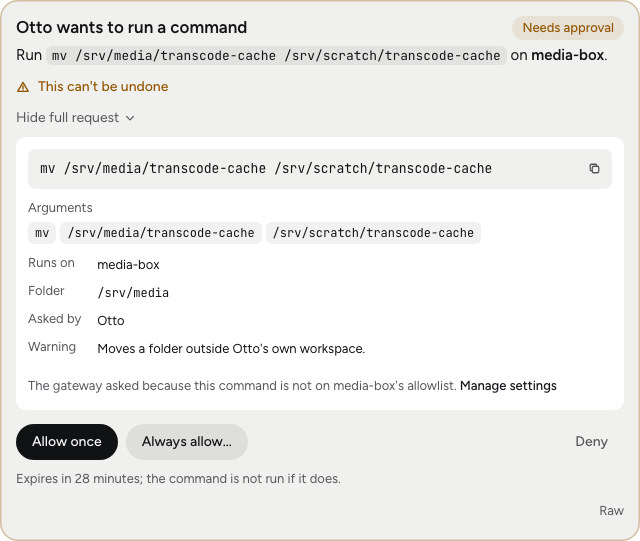 Otto wants to run a command
Needs approval
Run mv /srv/media/transcode-cache /srv/scratch/transcode-cache on media-box.
This can't be undone
Hide full request
mv /srv/media/transcode-cache /srv/scratch/transcode-cache
Arguments
mv /srv/media/transcode-cache /srv/scratch/transcode-cache
Runs on media-box
Folder /srv/media
Asked by Otto
Warning Moves a folder outside Otto's own workspace.
The gateway asked because this command is not on media-box's allowlist. Manage settings
Allow once Always allow... Deny
Expires in 28 minutes; the command is not run if it does.
Raw